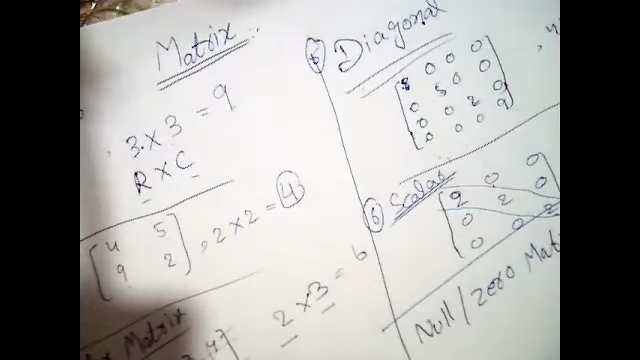 Matrix
3 × 3 = 9
R × C
[4 5
9 2], 2 × 2 = 4
2 × 3 = 6
Matrix
Diagonal
0 0 0
0 5 0 0
0 0 2 0
0 0 0 9
5 Scalar
2 0 0
0 2 0
0 0 2
Null/Zero Mat